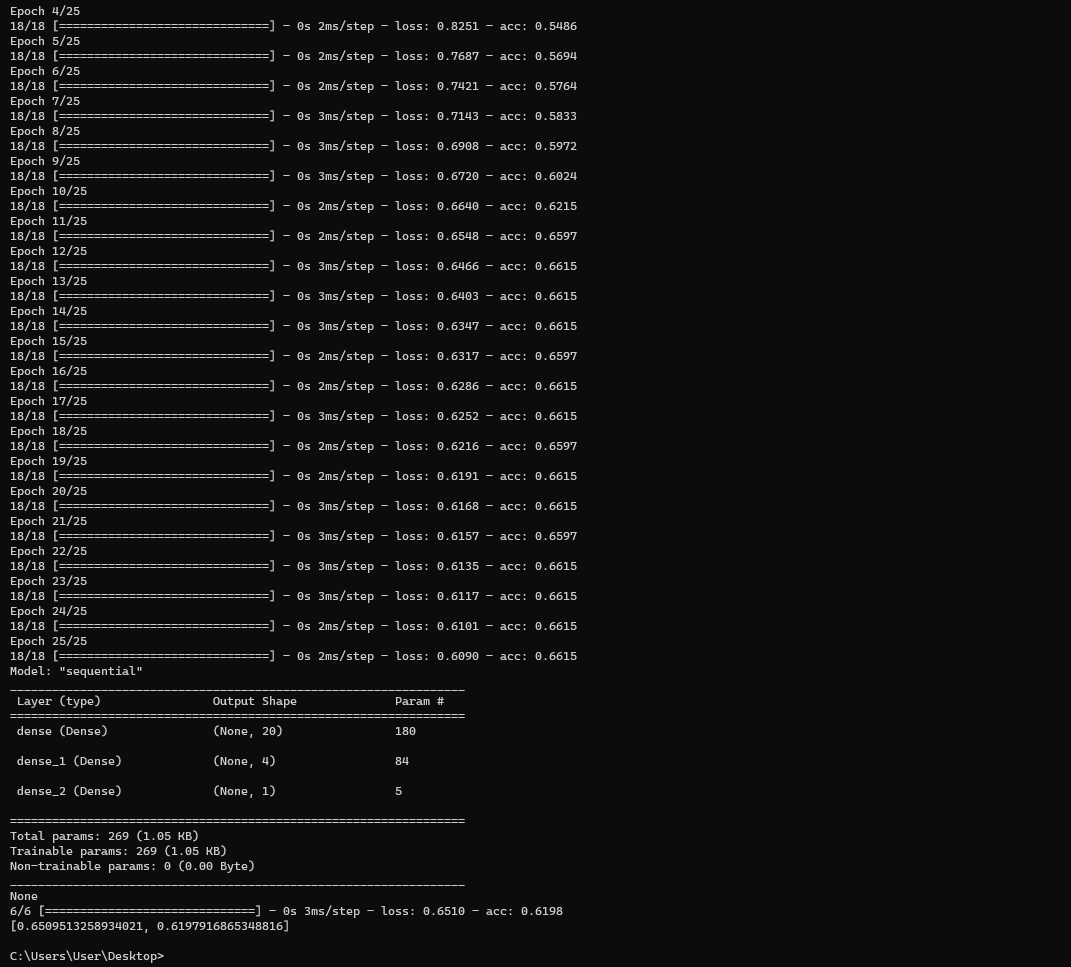 Epoch 4/25
18/18 [==============================] - 0s 2ms/step - loss: 0.8251 - acc: 0.5486
Epoch 5/25
18/18 [==============================] - 0s 2ms/step - loss: 0.7687 - acc: 0.5694
Epoch 6/25
18/18 [==============================] - 0s 2ms/step - loss: 0.7421 - acc: 0.5764
Epoch 7/25
18/18 [==============================] - 0s 3ms/step - loss: 0.7143 - acc: 0.5833
Epoch 8/25
18/18 [==============================] - 0s 3ms/step - loss: 0.6908 - acc: 0.5972
Epoch 9/25
18/18 [==============================] - 0s 3ms/step - loss: 0.6720 - acc: 0.6024
Epoch 10/25
18/18 [==============================] - 0s 2ms/step - loss: 0.6640 - acc: 0.6215
Epoch 11/25
18/18 [==============================] - 0s 2ms/step - loss: 0.6548 - acc: 0.6597
Epoch 12/25
18/18 [==============================] - 0s 3ms/step - loss: 0.6466 - acc: 0.6615
Epoch 13/25
18/18 [==============================] - 0s 3ms/step - loss: 0.6403 - acc: 0.6615
Epoch 14/25
18/18 [==============================] - 0s 3ms/step - loss: 0.6347 - acc: 0.6615
Epoch 15/25
18/18 [==============================] - 0s 2ms/step - loss: 0.6317 - acc: 0.6597
Epoch 16/25
18/18 [==============================] - 0s 2ms/step - loss: 0.6286 - acc: 0.6615
Epoch 17/25
18/18 [==============================] - 0s 3ms/step - loss: 0.6252 - acc: 0.6615
Epoch 18/25
18/18 [==============================] - 0s 2ms/step - loss: 0.6216 - acc: 0.6597
Epoch 19/25
18/18 [==============================] - 0s 2ms/step - loss: 0.6191 - acc: 0.6615
Epoch 20/25
18/18 [==============================] - 0s 3ms/step - loss: 0.6168 - acc: 0.6615
Epoch 21/25
18/18 [==============================] - 0s 3ms/step - loss: 0.6157 - acc: 0.6597
Epoch 22/25
18/18 [==============================] - 0s 3ms/step - loss: 0.6135 - acc: 0.6615
Epoch 23/25
18/18 [==============================] - 0s 3ms/step - loss: 0.6117 - acc: 0.6615
Epoch 24/25
18/18 [==============================] - 0s 2ms/step - loss: 0.6101 - acc: 0.6615
Epoch 25/25
18/18 [==============================] - 0s 2ms/step - loss: 0.6090 - acc: 0.6615
Model: "sequential"
_________________________________________________________________
Layer (type) Output Shape Param #
=================================================================
dense (Dense) (None, 20) 180
dense_1 (Dense) (None, 4) 84
dense_2 (Dense) (None, 1) 5
=================================================================
Total params: 269 (1.05 KB)
Trainable params: 269 (1.05 KB)
Non-trainable params: 0 (0.00 Byte)
_________________________________________________________________
None
6/6 [==============================] - 0s 3ms/step - loss: 0.6510 - acc: 0.6198
[0.6509513258934021, 0.6197916865348816]
C:\Users\User\Desktop>